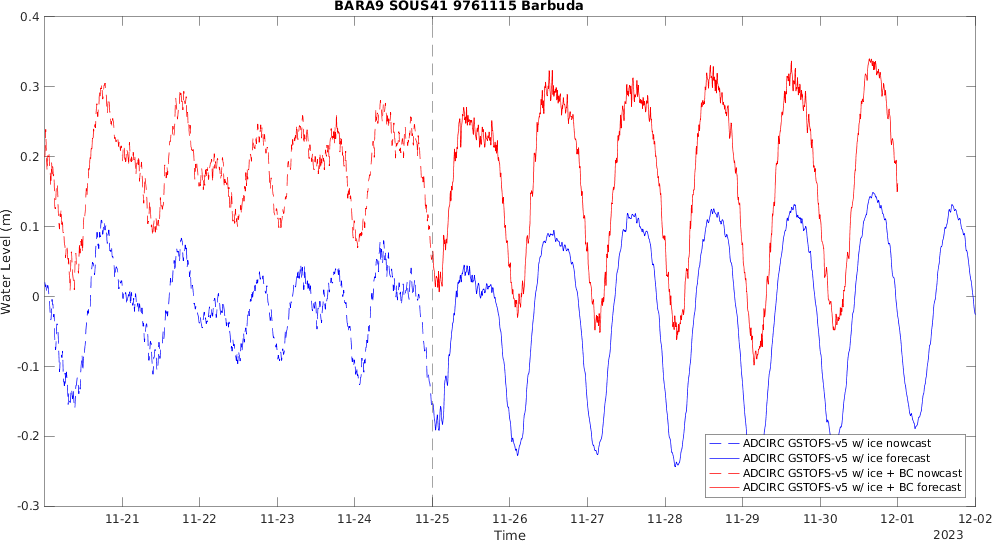 BARA9 SOUS41 9761115 Barbuda
0.4
0.3
0.2
0.1
0
-0.1
-0.2
-0.3
Water Level (m)
ADCIRC GSTOFS-v5 w/ ice nowcast
ADCIRC GSTOFS-v5 w/ ice forecast
ADCIRC GSTOFS-v5 w/ ice + BC nowcast
ADCIRC GSTOFS-v5 w/ ice + BC forecast
11-21 11-22 11-23 11-24 11-25 11-26 11-27 11-28 11-29 11-30 12-01 12-02
Time
2023